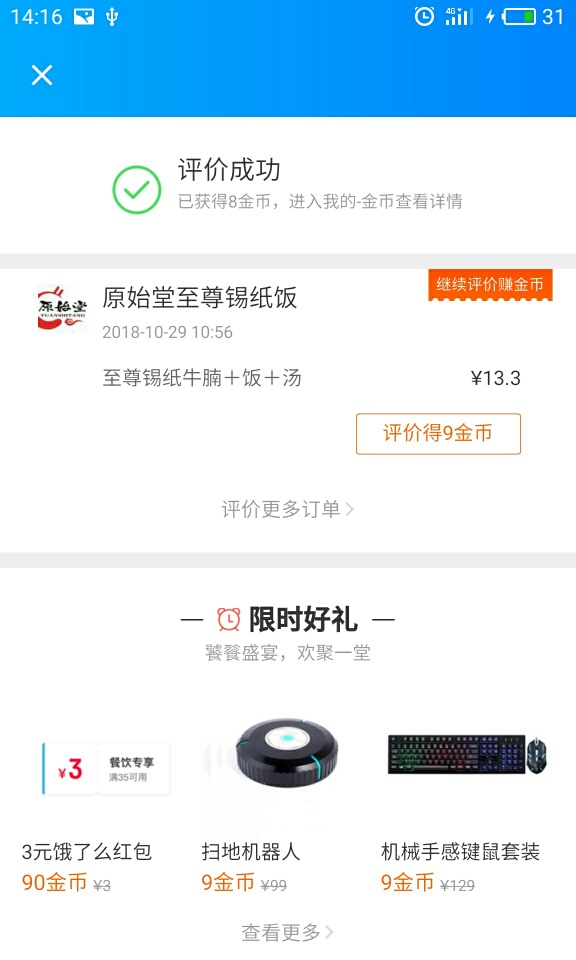 14:16
4G
31
评价成功
已获得8金币，进入我的-金币查看详情
继续评价赚金币
原始堂
YUANSHITANG
原始堂至尊锡纸饭
2018-10-29 10:56
至尊锡纸牛腩＋饭＋汤 ¥13.3
评价得9金币
评价更多订单
限时好礼
饕餮盛宴，欢聚一堂
¥3
餐饮专享
满35可用
3元饿了么红包
90金币 ¥3
扫地机器人
9金币 ¥99
机械手感键鼠套装
9金币 ¥129
查看更多